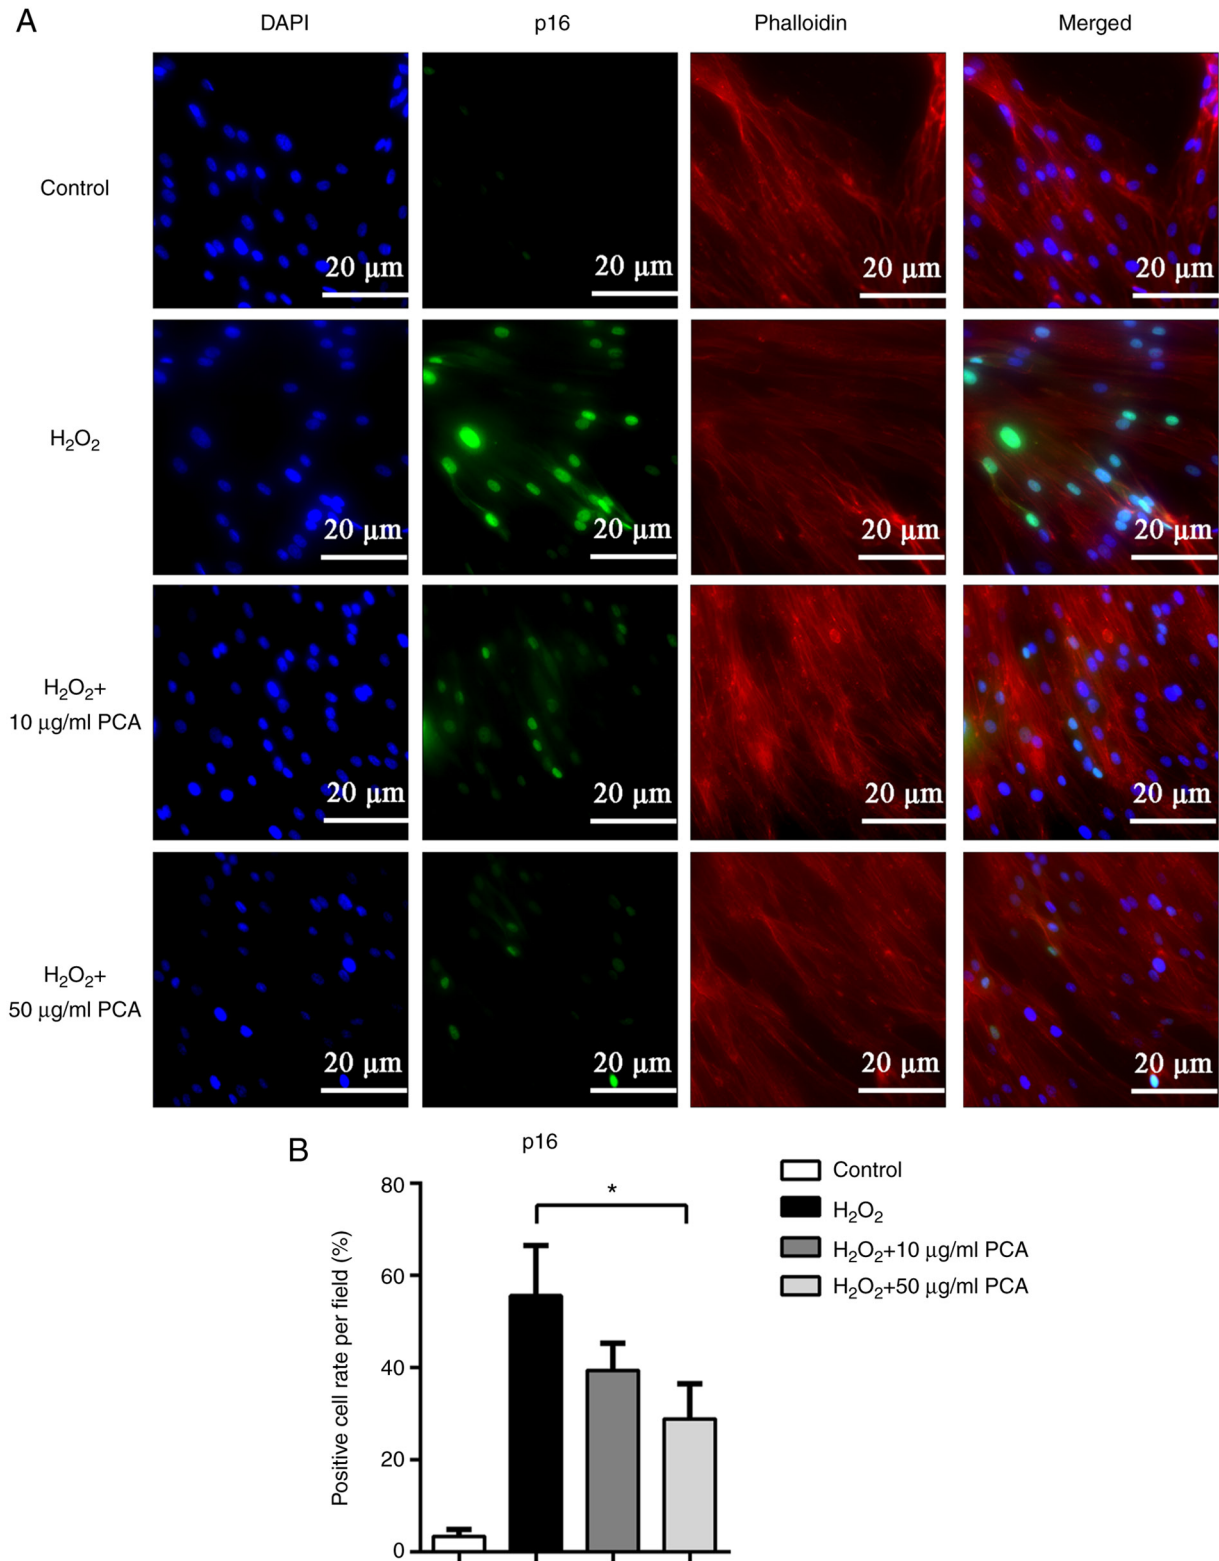 A
DAPI p16 Phalloidin Merged
Control
20 µm 20 µm 20 µm 20 µm
H₂O₂
20 µm 20 µm 20 µm 20 µm
H₂O₂+
10 µg/ml PCA
20 µm 20 µm 20 µm 20 µm
H₂O₂+
50 µg/ml PCA
20 µm 20 µm 20 µm 20 µm
B
p16
Positive cell rate per field (%)
80
60
40
20
0
*
Control
H₂O₂
H₂O₂+10 µg/ml PCA
H₂O₂+50 µg/ml PCA